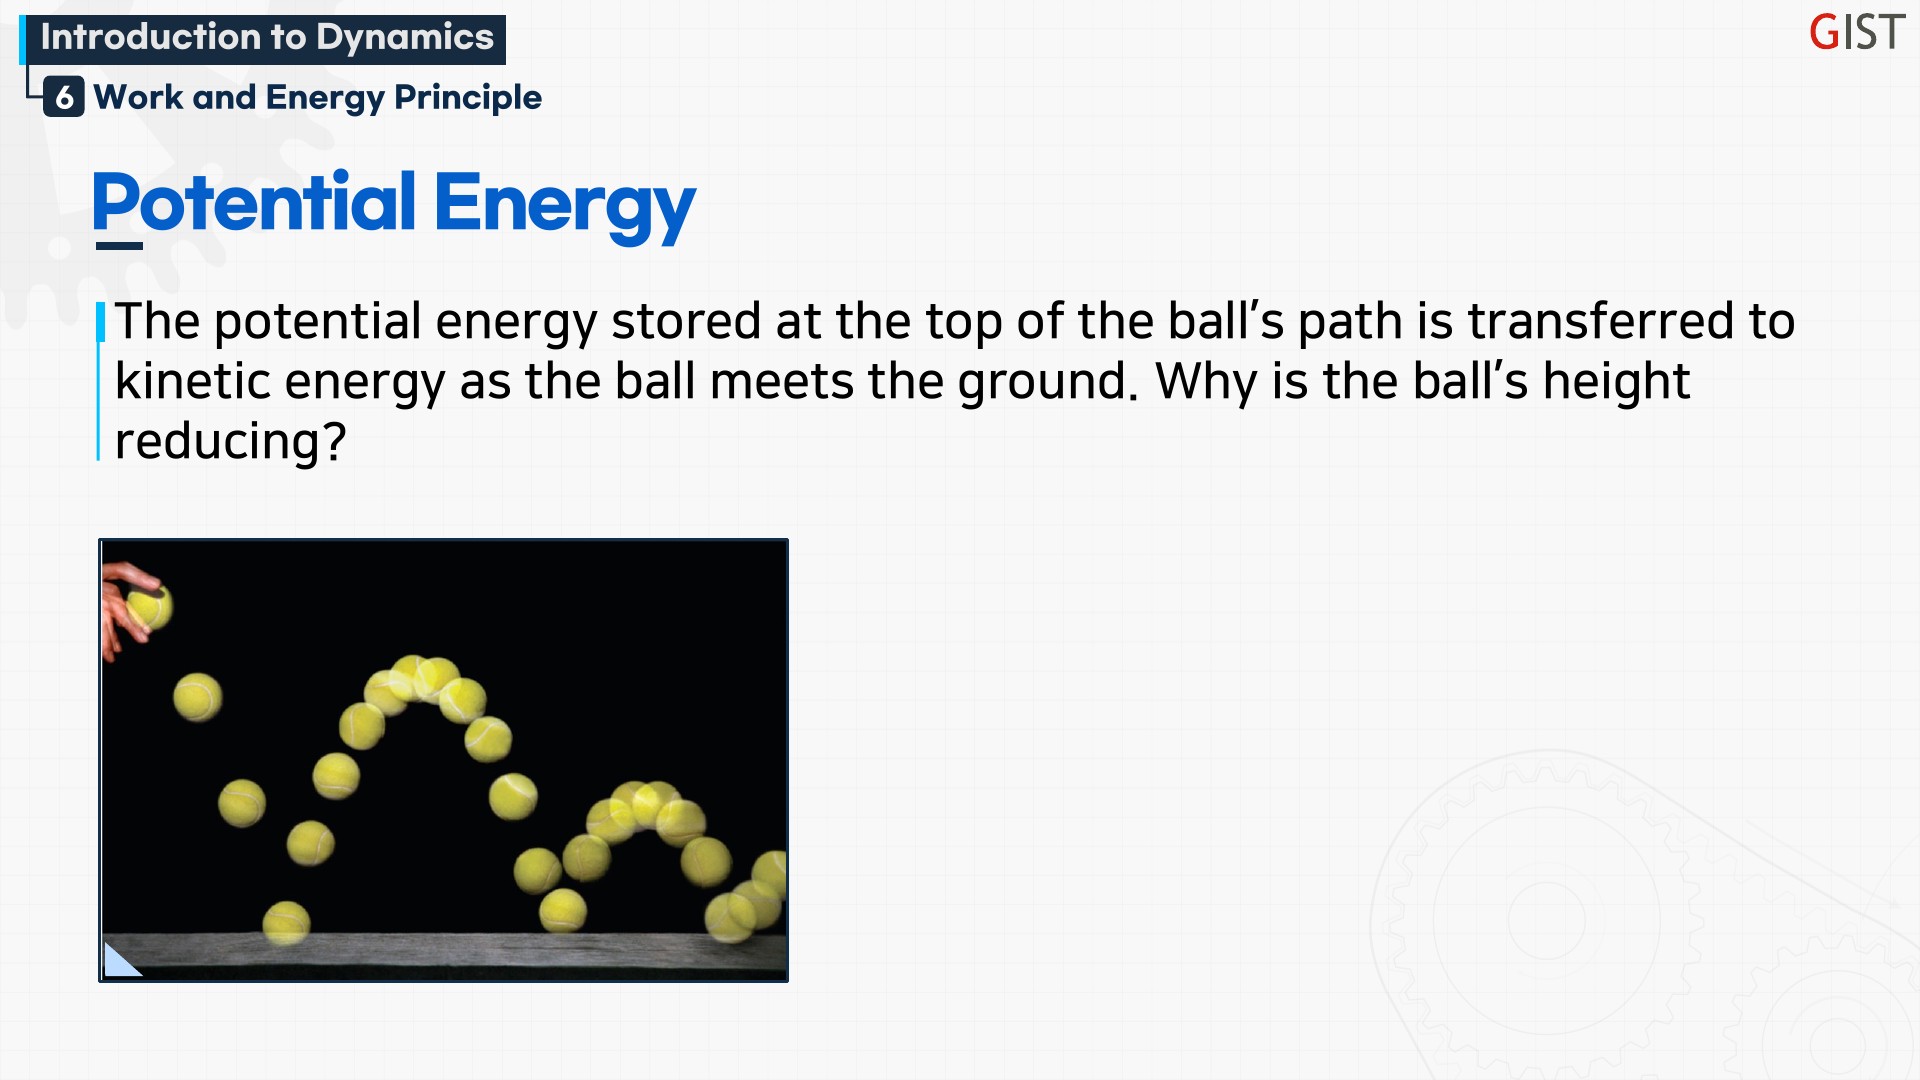 Introduction to Dynamics
GIST
6 Work and Energy Principle
Potential Energy
The potential energy stored at the top of the ball’s path is transferred to
kinetic energy as the ball meets the ground. Why is the ball’s height
reducing?